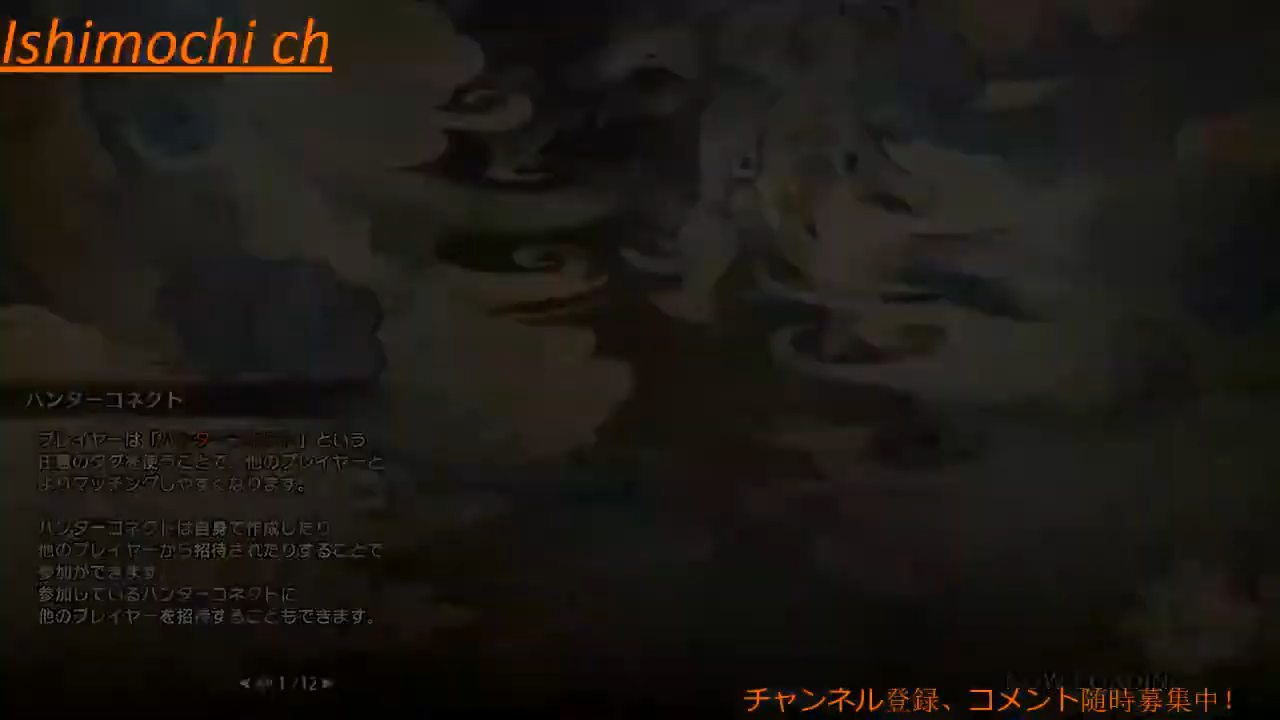 Ishimochi ch
ハンターコネクト
プレイヤーは「ハンターコネクト」という
任意のタグを使うことで、他のプレイヤーと
よりマッチングしやすくなります。
ハンターコネクトは自身で作成したり
他のプレイヤーから招待されたりすることで
参加ができます。
参加しているハンターコネクトに
他のプレイヤーを招待することもできます。
1/12
NOW LOADING
チャンネル登録、コメント随時募集中!